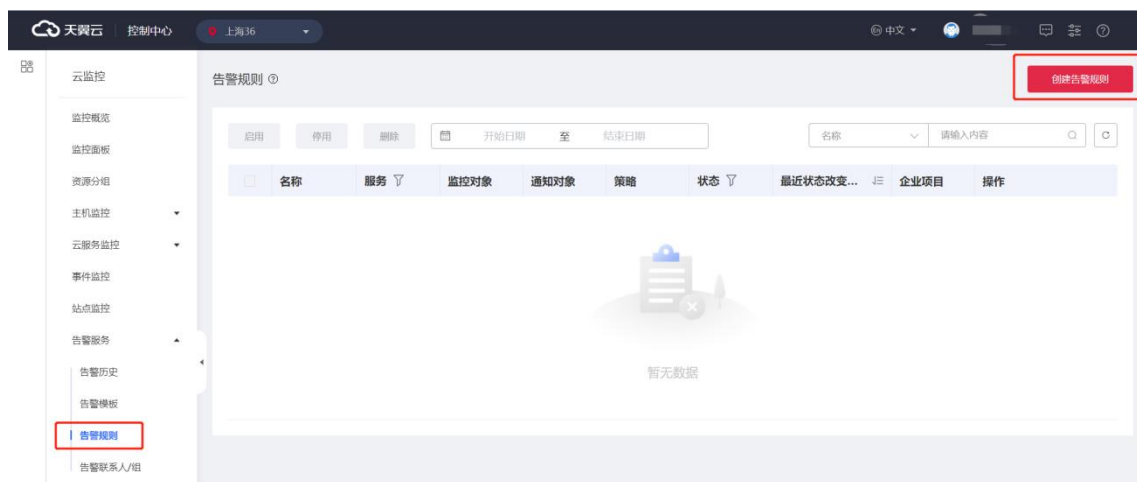 天翼云 控制中心 上海36 中文
云监控 告警规则 创建告警规则
监控概览
启用 停用 删除 开始日期 至 结束日期 名称 请输入内容
监控面板
资源分组
名称 服务 监控对象 通知对象 策略 状态 最近状态改变... 企业项目 操作
主机监控
云服务监控
事件监控
站点监控
告警服务
告警历史
暂无数据
告警模板
告警规则
告警联系人/组